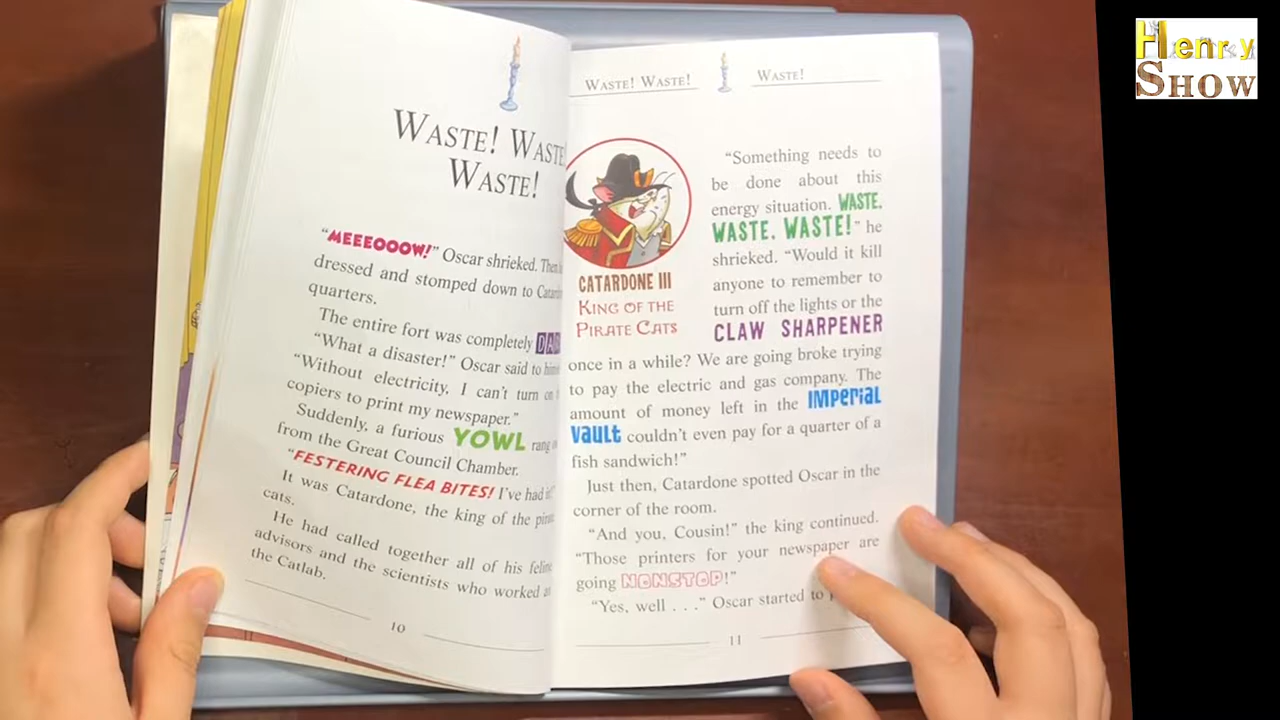 Henry
SHOW
WASTE! WASTE!
WASTE!
"MEEEOOOW!" Oscar shrieked. Then
dressed and stomped down to
quarters.
The entire fort was completely
"What a disaster!" Oscar said to
"Without electricity, I can't turn on
copiers to print my newspaper."
Suddenly, a furious YOWL rang
from the Great Council Chamber.
"FESTERING FLEA BITES! I've had it!"
It was Catardone, the king of the
cats.
He had called together all of his
advisors and the scientists who worked
the Catlab.
10
WASTE! WASTE! WASTE!
CATARDONE III
KING OF THE
PIRATE CATS
"Something needs to
be done about this
energy situation. WASTE.
WASTE. WASTE!" he
shrieked. "Would it kill
anyone to remember to
turn off the lights or the
CLAW SHARPENER
once in a while? We are going broke trying
to pay the electric and gas company. The
amount of money left in the IMPERIAL
VAULT couldn't even pay for a quarter of a
fish sandwich!"
Just then, Catardone spotted Oscar in the
corner of the room.
"And you, Cousin!" the king continued.
"Those printers for your newspaper are
going NONSTOP!"
"Yes, well . . ." Oscar started to
11